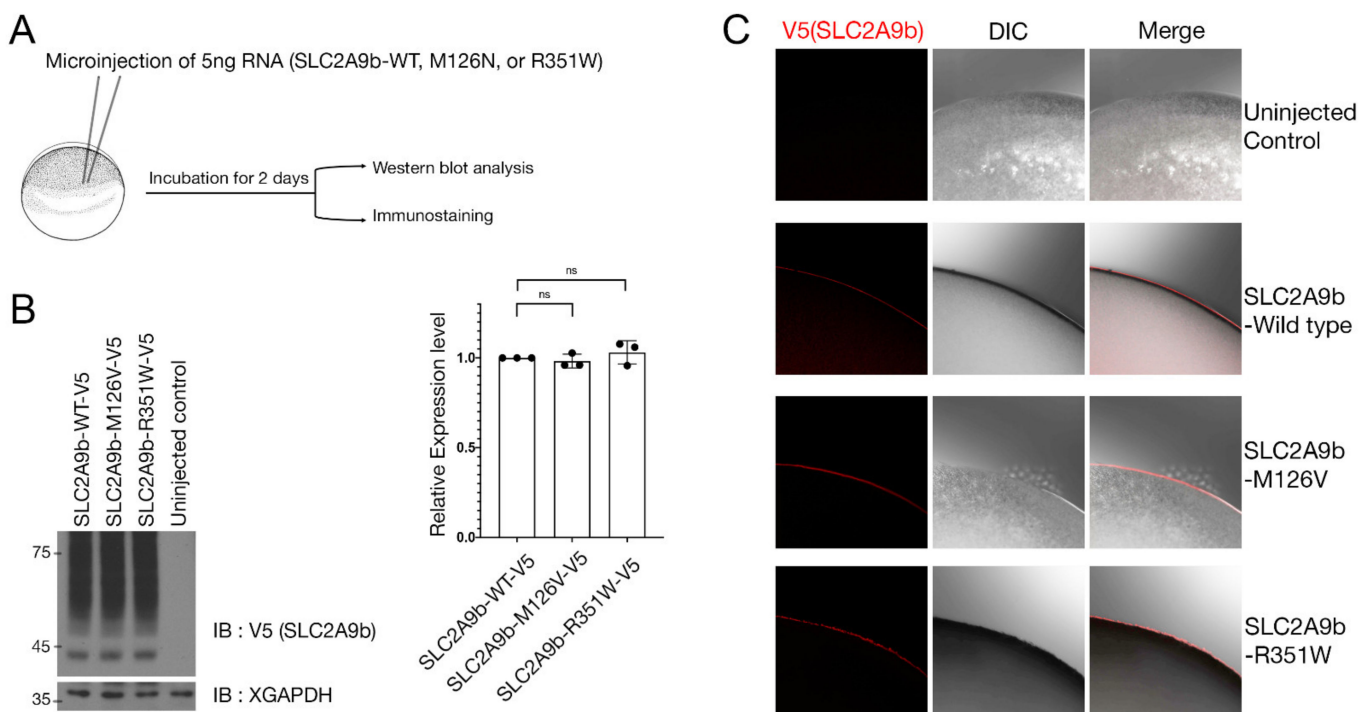 A
Microinjection of 5ng RNA (SLC2A9b-WT, M126N, or R351W)
Incubation for 2 days
Western blot analysis
Immunostaining
B
SLC2A9b-WT-V5
SLC2A9b-M126V-V5
SLC2A9b-R351W-V5
Uninjected control
75
45
35
IB : V5 (SLC2A9b)
IB : XGAPDH
ns
ns
Relative Expression level
1.0
0.5
0.0
SLC2A9b-WT-V5
SLC2A9b-M126V-V5
SLC2A9b-R351W-V5
C
V5(SLC2A9b)
DIC
Merge
Uninjected
Control
SLC2A9b
-Wild type
SLC2A9b
-M126V
SLC2A9b
-R351W